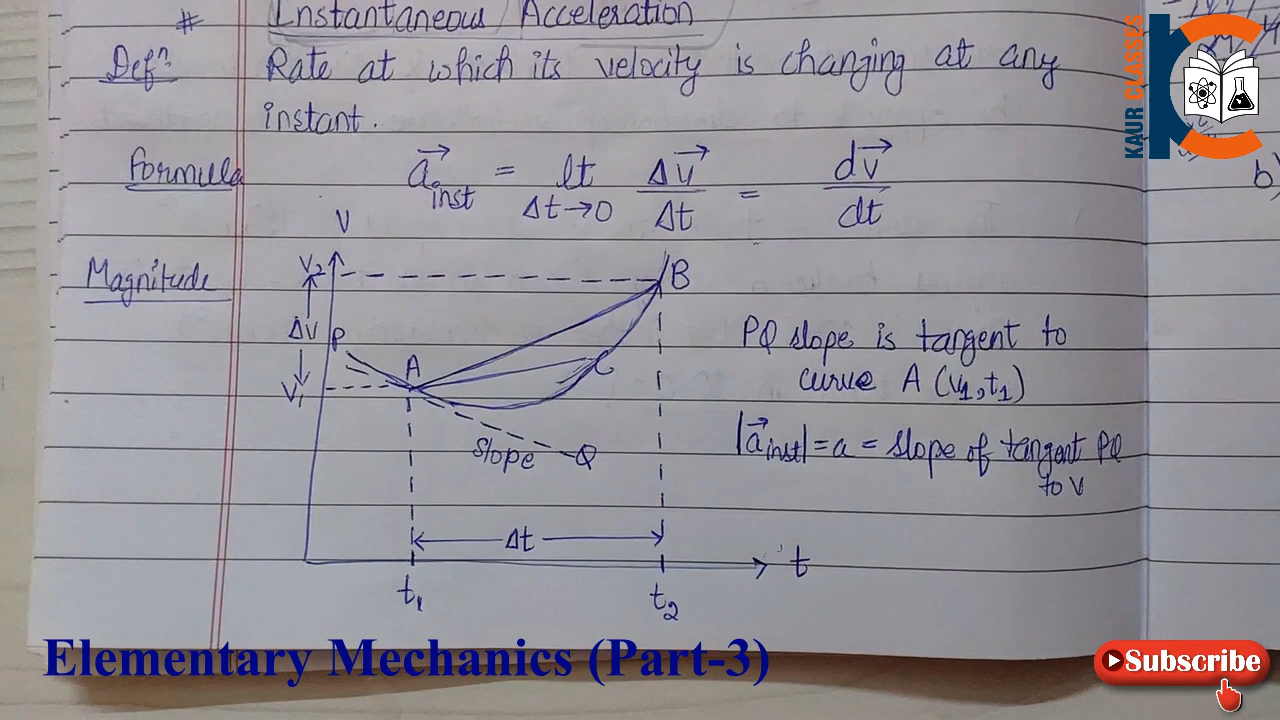 # Instantaneous Acceleration
Defⁿ. Rate at which its velocity is changing at any
instant.
Formula a⃗inst = lt Δt→0 Δv⃗/Δt = dv⃗/dt
Magnitude
V
V2
ΔV
P
V1
A
B
C
slope
Q
Δt
t
t1
t2
PQ slope is tangent to
curve A (v1,t1)
|a⃗inst| = a = slope of tangent PQ
to v
b)
KAUR CLASSES
Elementary Mechanics (Part-3)
Subscribe